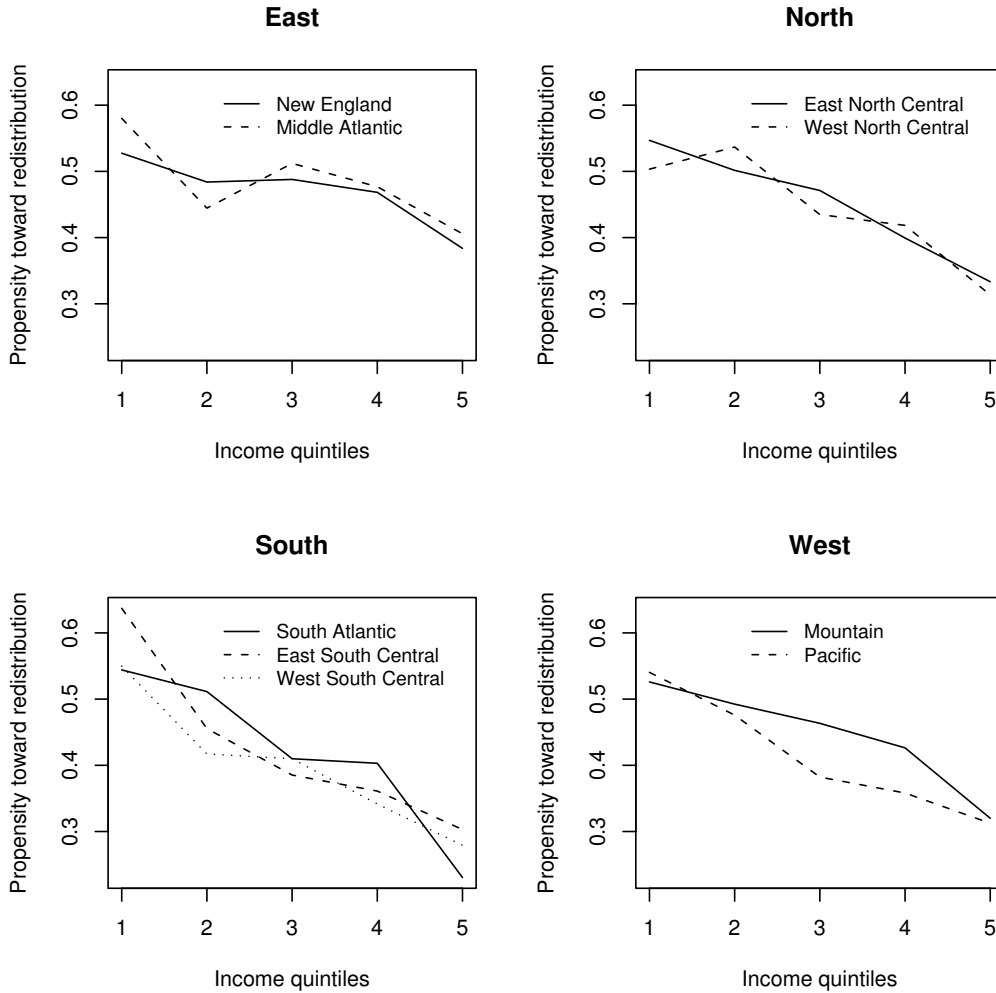 East
Propensity toward redistribution
0.6
0.5
0.4
0.3
New England
Middle Atlantic
1 2 3 4 5
Income quintiles
North
Propensity toward redistribution
0.6
0.5
0.4
0.3
East North Central
West North Central
1 2 3 4 5
Income quintiles
South
Propensity toward redistribution
0.6
0.5
0.4
0.3
South Atlantic
East South Central
West South Central
1 2 3 4 5
Income quintiles
West
Propensity toward redistribution
0.6
0.5
0.4
0.3
Mountain
Pacific
1 2 3 4 5
Income quintiles